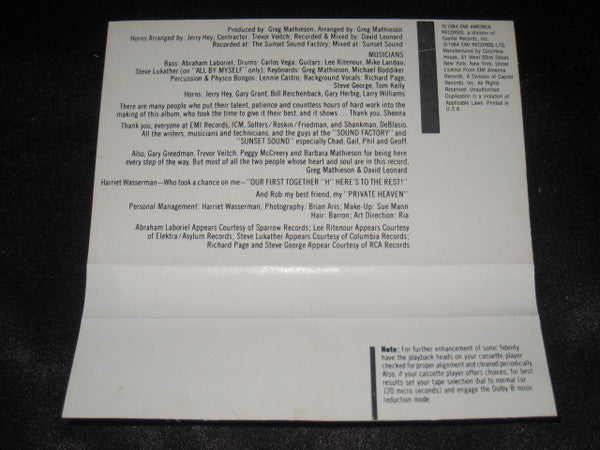 Produced by: Greg Mathieson; Arranged by: Greg Mathieson
Horns Arranged by: Jerry Hey; Contractor: Trevor Veitch; Recorded & Mixed by: David Leonard
Recorded at: The Sunset Sound Factory; Mixed at: Sunset Sound
MUSICIANS
Bass: Abraham Laboriel; Drums: Carlos Vega; Guitars: Lee Ritenour, Mike Landau,
Steve Lukather (on "ALL BY MYSELF" only); Keyboards: Greg Mathieson, Michael Boddiker
Percussion & Physco Bongos: Lennie Castro; Background Vocals: Richard Page,
Steve George, Tom Kelly
Horns: Jerry Hey, Gary Grant, Bill Reichenback, Gary Herbig, Larry Williams
There are many people who put their talent, patience and countless hours of hard work into the
making of this album, who took the time to give it their best, and it shows... Thank you, Sheena
Thank you, everyone at EMI Records, ICM, Salters/Roskin/Friedman, and Shankman, DeBlasio.
All the writers, musicians and technicians, and the guys at the "SOUND FACTORY" and
"SUNSET SOUND" especially Chad, Gail, Phil and Geoff.
Also, Gary Greedman, Trevor Veitch, Peggy McCreery and Barbara Mathieson for being here
every step of the way. But most of all the two people whose heart and soul are in this record,
Greg Mathieson & David Leonard
Harriet Wasserman—Who took a chance on me—"OUR FIRST TOGETHER "H" HERE'S TO THE REST!"
And Rob my best friend, my "PRIVATE HEAVEN"
Personal Management: Harriet Wasserman; Photography: Brian Aris; Make-Up: Sue Mann
Hair: Barron; Art Direction: Ria
Abraham Laboriel Appears Courtesy of Sparrow Records; Lee Ritenour Appears Courtesy
of Elektra/Asylum Records; Steve Lukather Appears Courtesy of Columbia Records;
Richard Page and Steve George Appear Courtesy of RCA Records
© 1984 EMI AMERICA
RECORDS, a division of
Capitol Records, Inc.
℗ 1984 EMI RECORDS LTD.
Manufactured by Columbia
House, 51 West 52nd Street,
New York, New York. Under
License From EMI America
Records, A Division of Capitol
Records, Inc. All Rights
Reserved. Unauthorized
Duplication is a Violation of
Applicable Laws. Printed in
U.S.A.
Note: For further enhancement of sonic fidelity,
have the playback heads on your cassette player
checked for proper alignment and cleaned periodically.
Also, if your cassette player offers choices, for best
results set your tape selection dial to normal (or
120 micro seconds) and engage the Dolby B noise
reduction mode